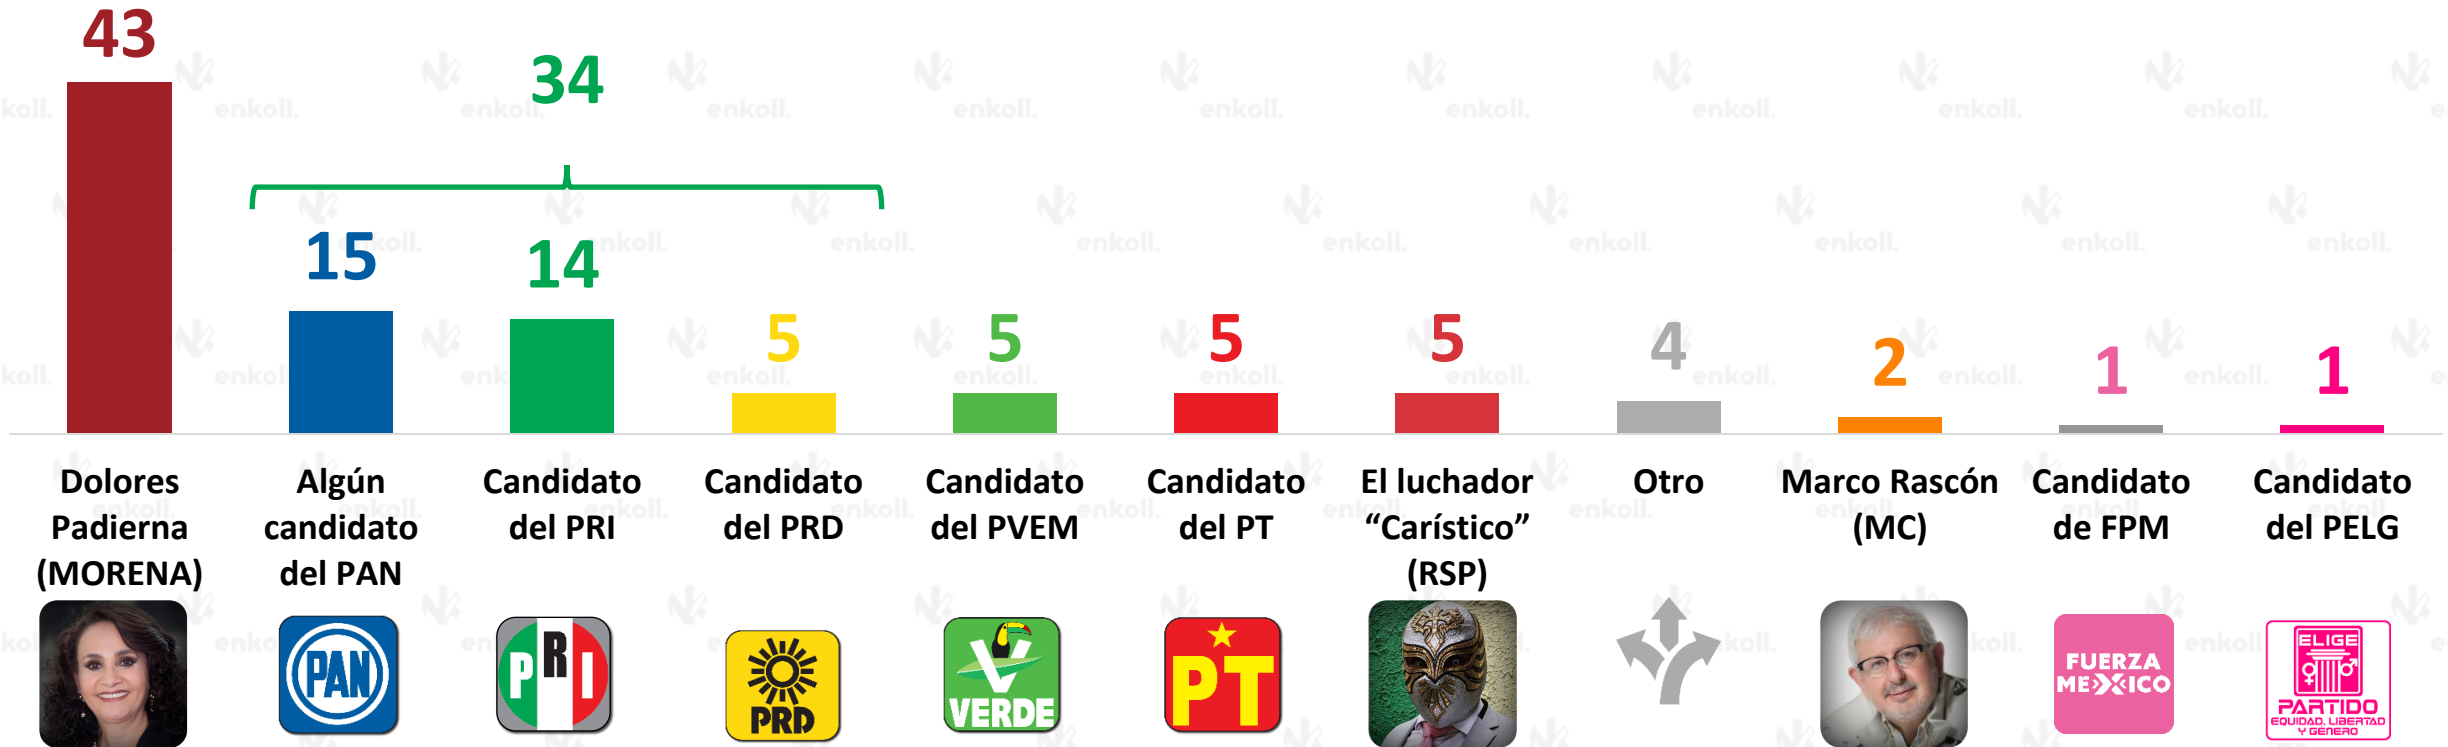 43
34
15
14
5
5
5
5
4
2
1
1
Dolores
Padierna
(MORENA)
Algún
candidato
del PAN
Candidato
del PRI
Candidato
del PRD
Candidato
del PVEM
Candidato
del PT
El luchador
“Carístico”
(RSP)
Otro
Marco Rascón
(MC)
Candidato
de FPM
Candidato
del PELG
PAN
PRI
PRD
VERDE
PT
FUERZA
MEXICO
ELIGE
PARTIDO
EQUIDAD, LIBERTAD
Y GÉNERO
enkoll.